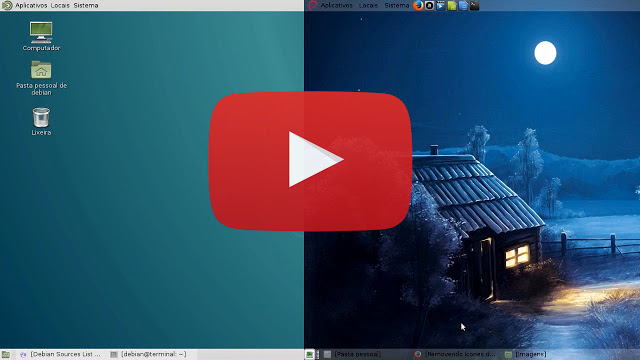 Aplicativos Locais Sistema
Aplicativos Locais Sistema
Computador
Pasta pessoal de
debian
Lixeira
[Debian Sources List ...
[debian@terminal: ~]
[Pasta pessoal]
[Removendo ícones d...
[Imagens]